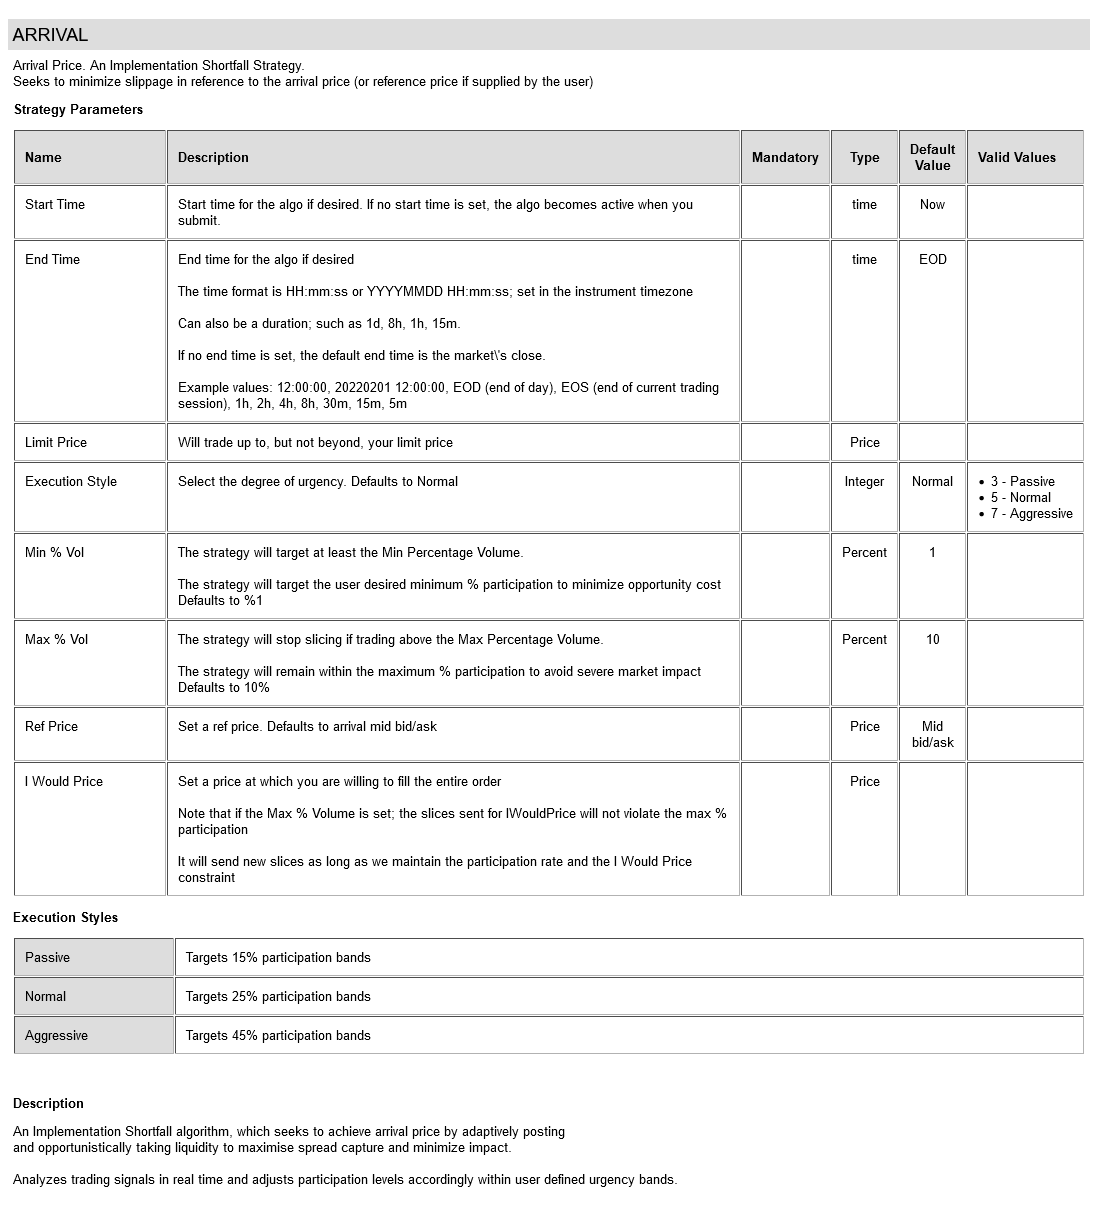 ARRIVAL
Arrival Price. An Implementation Shortfall Strategy.
Seeks to minimize slippage in reference to the arrival price (or reference price if supplied by the user)
Strategy Parameters
Name Description Mandatory Type Default Value Valid Values
Start Time Start time for the algo if desired. If no start time is set, the algo becomes active when you time Now
submit.
End Time End time for the algo if desired time EOD
The time format is HH:mm:ss or YYYYMMDD HH:mm:ss; set in the instrument timezone
Can also be a duration; such as 1d, 8h, 1h, 15m.
If no end time is set, the default end time is the market\'s close.
Example values: 12:00:00, 20220201 12:00:00, EOD (end of day), EOS (end of current trading
session), 1h, 2h, 4h, 8h, 30m, 15m, 5m
Limit Price Will trade up to, but not beyond, your limit price Price
Execution Style Select the degree of urgency. Defaults to Normal Integer Normal • 3 - Passive
• 5 - Normal
• 7 - Aggressive
Min % Vol The strategy will target at least the Min Percentage Volume. Percent 1
The strategy will target the user desired minimum % participation to minimize opportunity cost
Defaults to %1
Max % Vol The strategy will stop slicing if trading above the Max Percentage Volume. Percent 10
The strategy will remain within the maximum % participation to avoid severe market impact
Defaults to 10%
Ref Price Set a ref price. Defaults to arrival mid bid/ask Price Mid
bid/ask
I Would Price Set a price at which you are willing to fill the entire order Price
Note that if the Max % Volume is set; the slices sent for IWouldPrice will not violate the max %
participation
It will send new slices as long as we maintain the participation rate and the I Would Price
constraint
Execution Styles
Passive Targets 15% participation bands
Normal Targets 25% participation bands
Aggressive Targets 45% participation bands
Description
An Implementation Shortfall algorithm, which seeks to achieve arrival price by adaptively posting
and opportunistically taking liquidity to maximise spread capture and minimize impact.
Analyzes trading signals in real time and adjusts participation levels accordingly within user defined urgency bands.